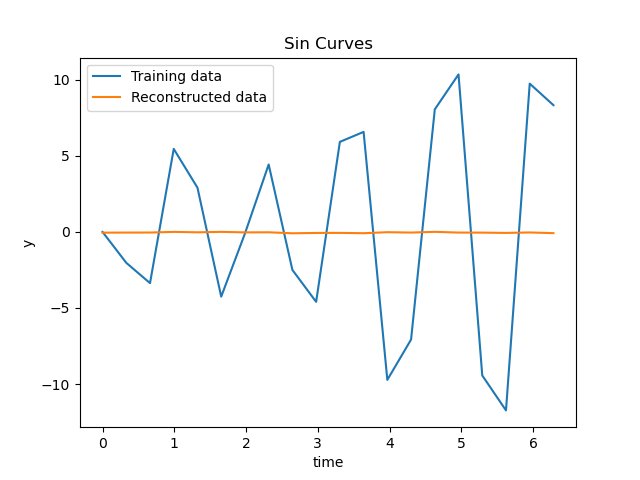 Sin Curves
Training data
Reconstructed data
10
5
0
−5
−10
y
0 1 2 3 4 5 6
time